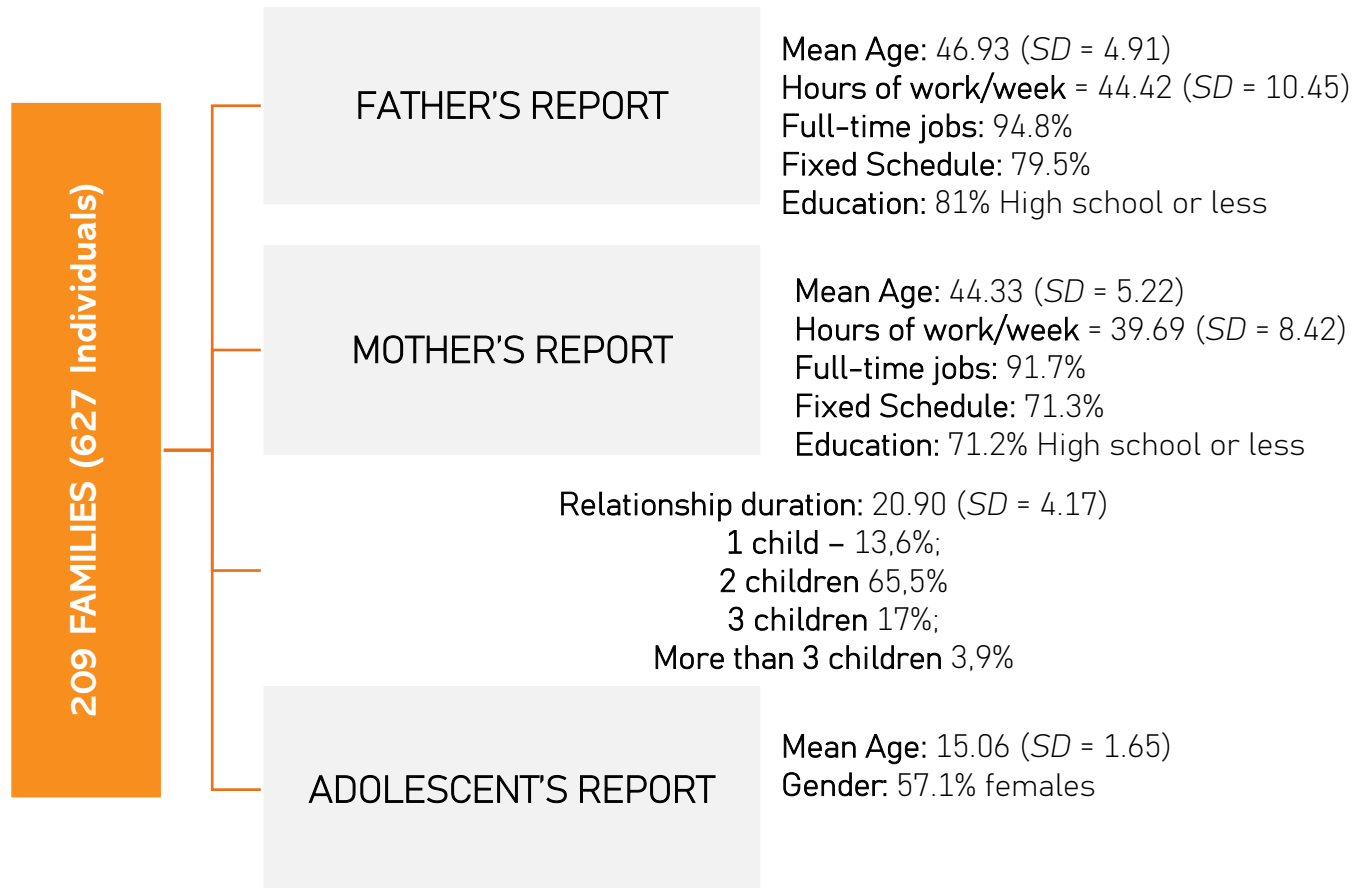 209 FAMILIES (627 Individuals)
FATHER'S REPORT
Mean Age: 46.93 (SD = 4.91)
Hours of work/week = 44.42 (SD = 10.45)
Full-time jobs: 94.8%
Fixed Schedule: 79.5%
Education: 81% High school or less
MOTHER'S REPORT
Mean Age: 44.33 (SD = 5.22)
Hours of work/week = 39.69 (SD = 8.42)
Full-time jobs: 91.7%
Fixed Schedule: 71.3%
Education: 71.2% High school or less
Relationship duration: 20.90 (SD = 4.17)
1 child – 13,6%;
2 children 65,5%
3 children 17%;
More than 3 children 3,9%
ADOLESCENT'S REPORT
Mean Age: 15.06 (SD = 1.65)
Gender: 57.1% females